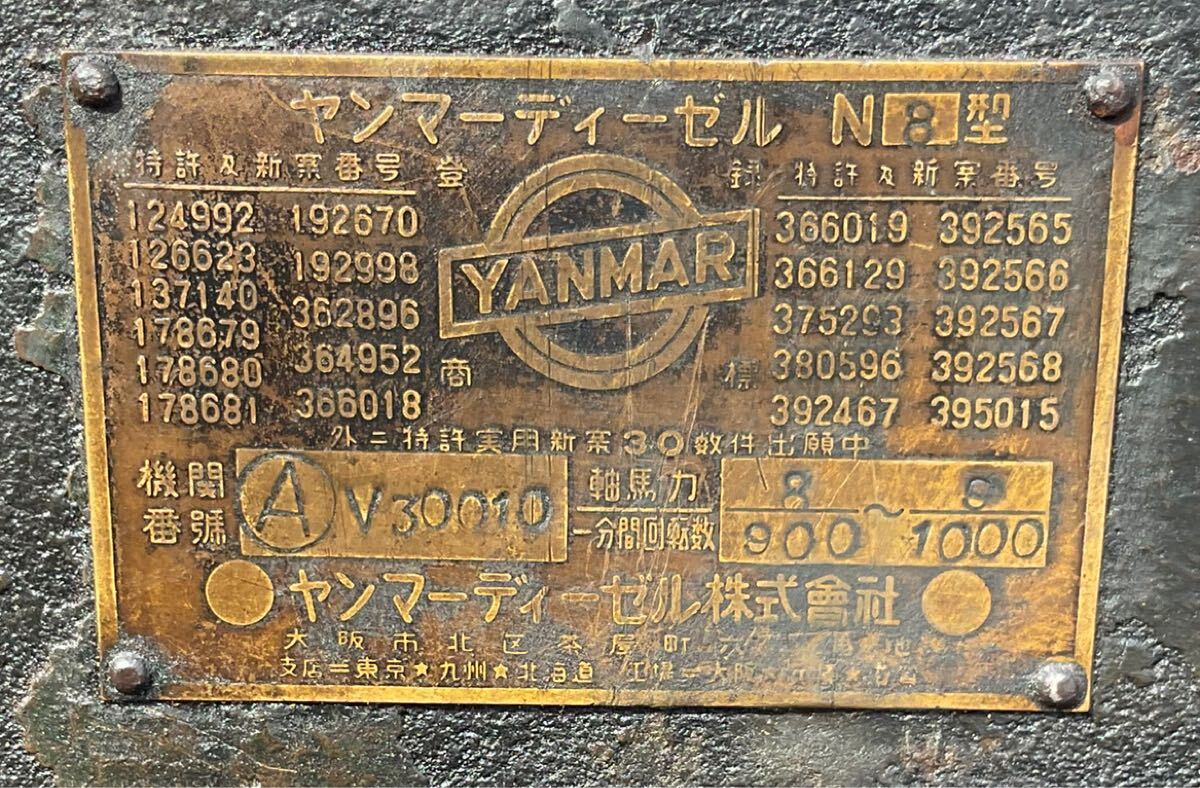 ヤンマーディーゼル N8型
特許及新案番号 登録 特許及新案番号
124992 192670 366019 392565
126623 192998 366129 392566
137140 362896 375293 392567
178679 364952 380596 392568
178680 366018 392467 395015
178681
YANMAR
商標
外ニ特許実用新案30数件出願中
機関番號 Ⓐ V30010
軸馬力 8 ~ 9
一分間回転数 900 ~ 1000
ヤンマーディーゼル株式會社
大阪市北区茶屋町六 地
支店=東京★九州★北海道 工場=大阪